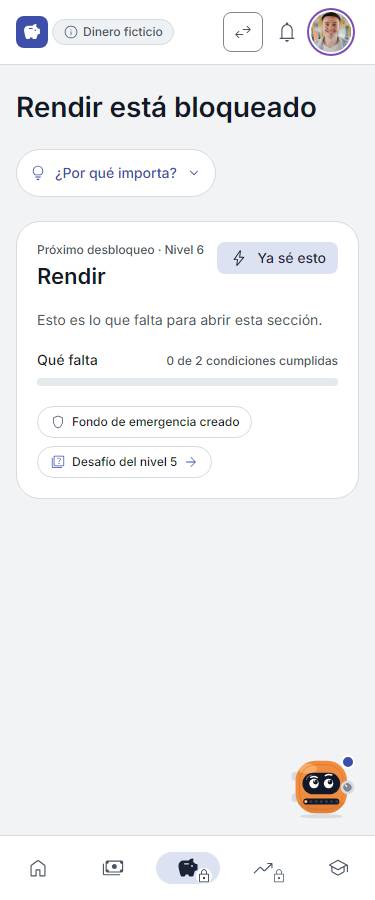 Dinero ficticio
Rendir está bloqueado
¿Por qué importa?
Próximo desbloqueo · Nivel 6
Ya sé esto
Rendir
Esto es lo que falta para abrir esta sección.
Qué falta
0 de 2 condiciones cumplidas
Fondo de emergencia creado
Desafío del nivel 5